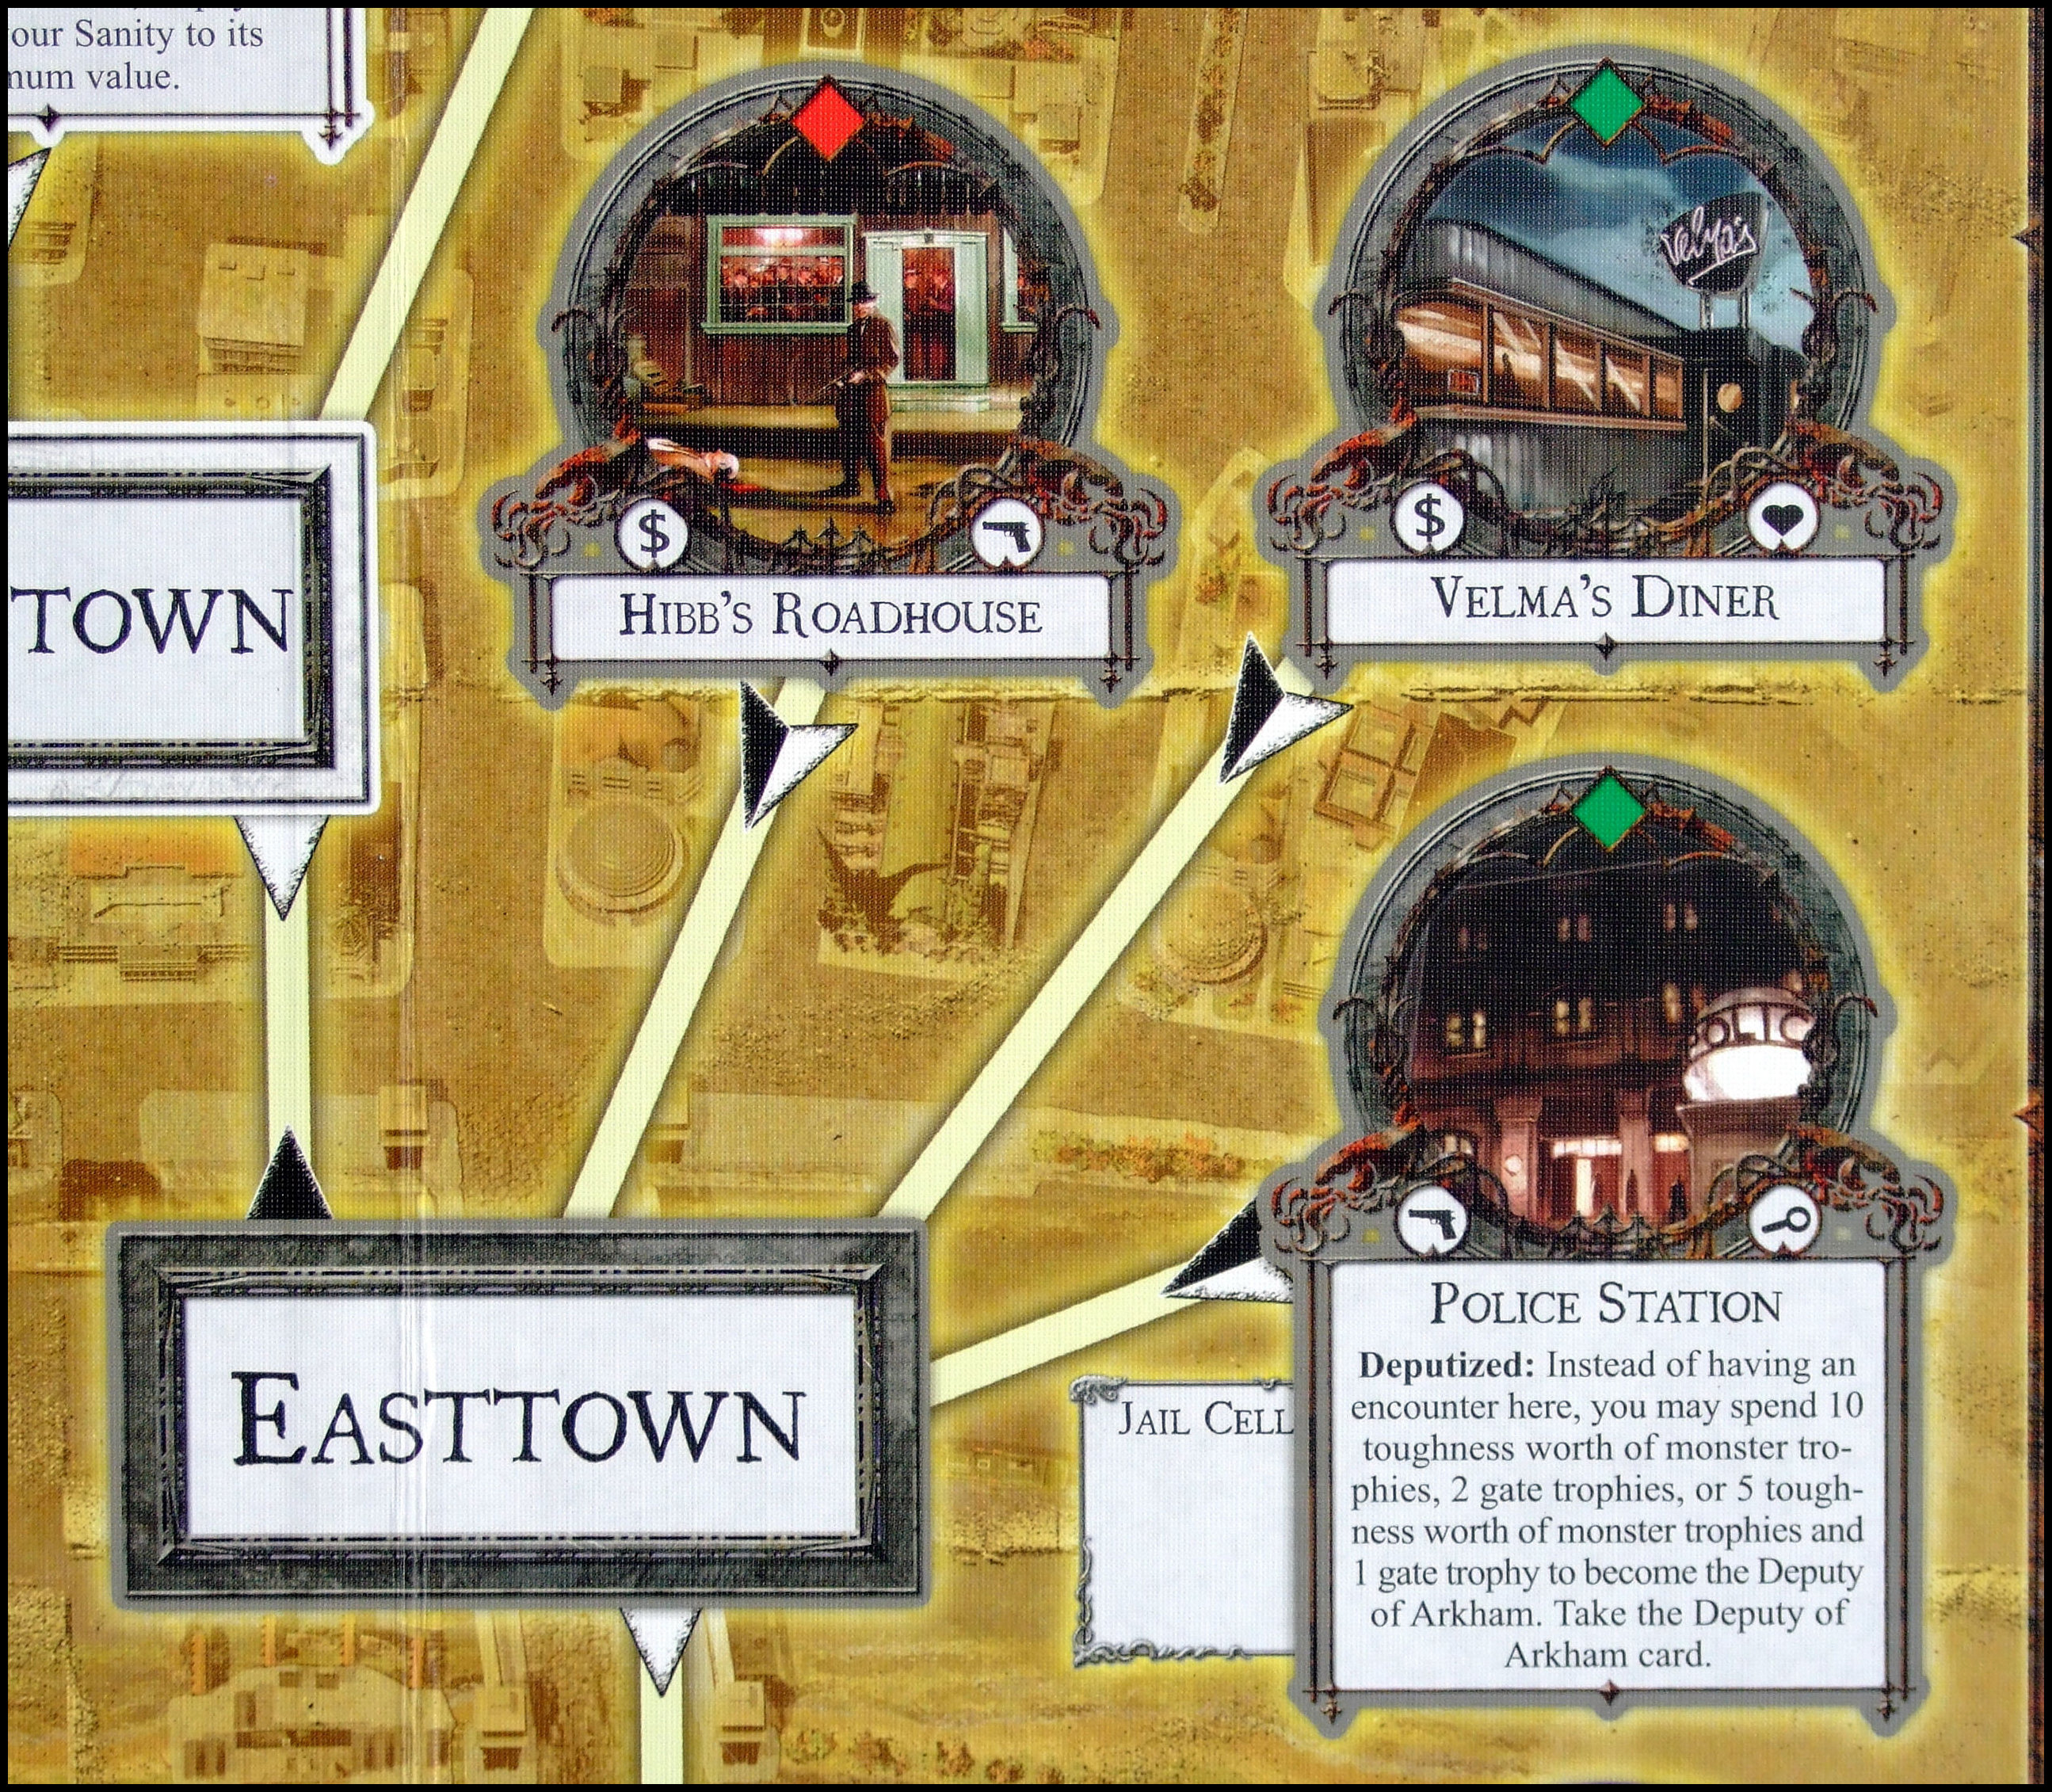 our Sanity to its
mum value.
TOWN
HIBB'S ROADHOUSE
Velma's
VELMA'S DINER
POLIC
EASTTOWN
JAIL CELL
POLICE STATION
Deputized: Instead of having an
encounter here, you may spend 10
toughness worth of monster tro-
phies, 2 gate trophies, or 5 tough-
ness worth of monster trophies and
1 gate trophy to become the Deputy
of Arkham. Take the Deputy of
Arkham card.